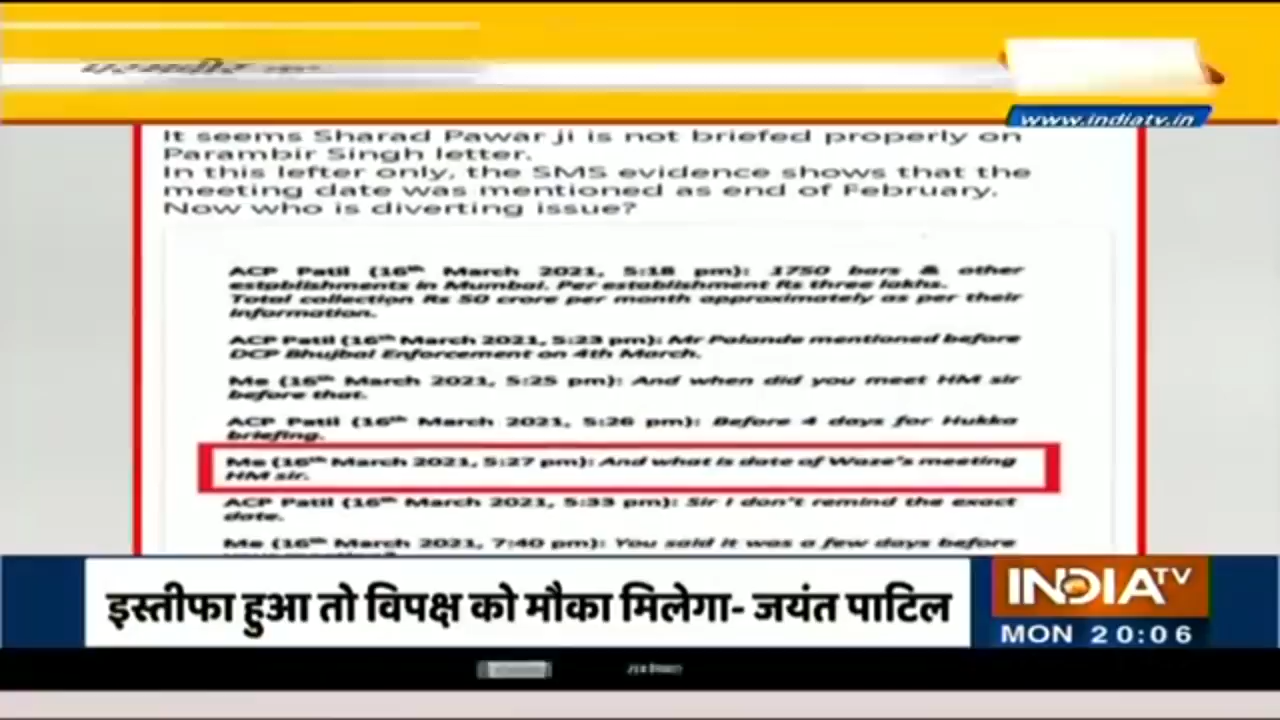 www.indiatv.in
It seems Sharad Pawar ji is not briefed properly on
Parambir Singh letter.
In this letter only, the SMS evidence shows that the
meeting date was mentioned as end of February.
Now who is diverting issue?
ACP Patil (16th March 2021, 5:18 pm): 1750 bars & other
establishments in Mumbai. Per establishment Rs three lakhs.
Total collection Rs 50 crore per month approximately as per their
information.
ACP Patil (16th March 2021, 5:23 pm): Mr Palande mentioned before
DCP Bhujbal Enforcement on 4th March.
Me (16th March 2021, 5:25 pm): And when did you meet HM sir
before that.
ACP Patil (16th March 2021, 5:26 pm): Before 4 days for Hukka
briefing.
Me (16th March 2021, 5:27 pm): And what is date of Waze's meeting
HM sir.
ACP Patil (16th March 2021, 5:33 pm): Sir I don't remind the exact
date.
Me (16th March 2021, 7:40 pm): You said it was a few days before
इस्तीफा हुआ तो विपक्ष को मौका मिलेगा- जयंत पाटिल
INDIA TV
MON 20:06